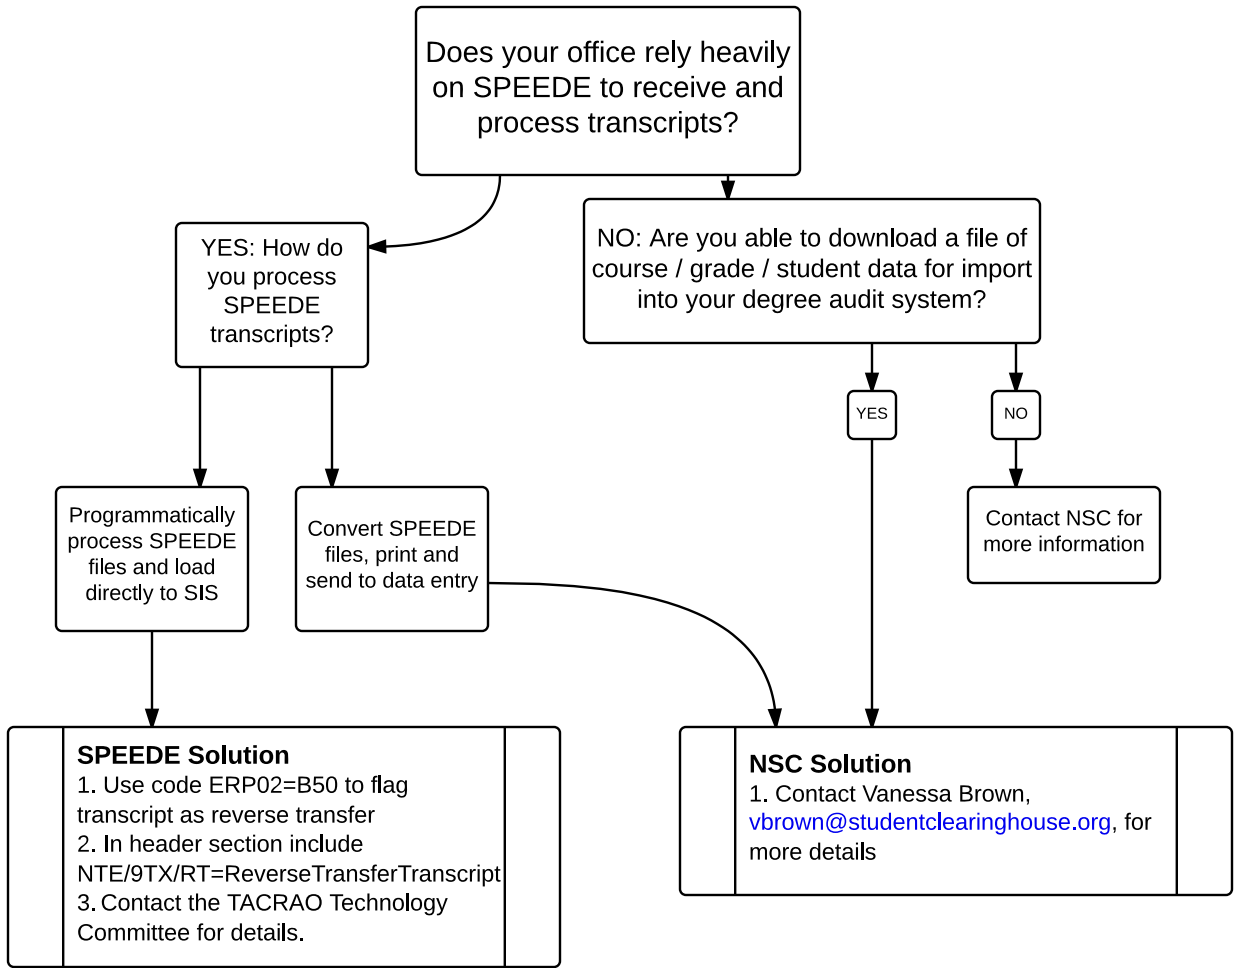 Does your office rely heavily
on SPEEDE to receive and
process transcripts?
YES: How do
you process
SPEEDE
transcripts?
NO: Are you able to download a file of
course / grade / student data for import
into your degree audit system?
YES
NO
Programmatically
process SPEEDE
files and load
directly to SIS
Convert SPEEDE
files, print and
send to data entry
Contact NSC for
more information
SPEEDE Solution
1. Use code ERP02=B50 to flag
transcript as reverse transfer
2. In header section include
NTE/9TX/RT=ReverseTransferTranscript
3. Contact the TACRAO Technology
Committee for details.
NSC Solution
1. Contact Vanessa Brown,
vbrown@studentclearinghouse.org, for
more details